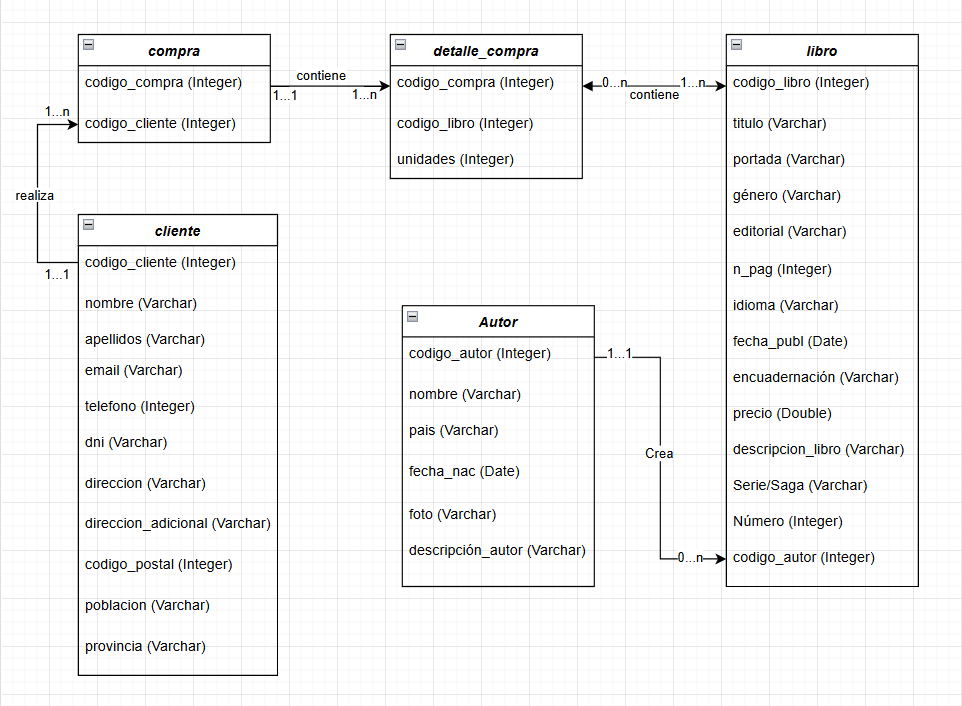 compra
codigo_compra (Integer)
codigo_cliente (Integer)
contiene
1...1
1...n
detalle_compra
codigo_compra (Integer)
codigo_libro (Integer)
unidades (Integer)
0...n
1...n
contiene
libro
codigo_libro (Integer)
titulo (Varchar)
portada (Varchar)
género (Varchar)
editorial (Varchar)
n_pag (Integer)
idioma (Varchar)
fecha_publ (Date)
encuadernación (Varchar)
precio (Double)
descripcion_libro (Varchar)
Serie/Saga (Varchar)
Número (Integer)
codigo_autor (Integer)
1...n
realiza
1...1
cliente
codigo_cliente (Integer)
nombre (Varchar)
apellidos (Varchar)
email (Varchar)
telefono (Integer)
dni (Varchar)
direccion (Varchar)
direccion_adicional (Varchar)
codigo_postal (Integer)
poblacion (Varchar)
provincia (Varchar)
Autor
codigo_autor (Integer)
nombre (Varchar)
pais (Varchar)
fecha_nac (Date)
foto (Varchar)
descripción_autor (Varchar)
1...1
Crea
0...n